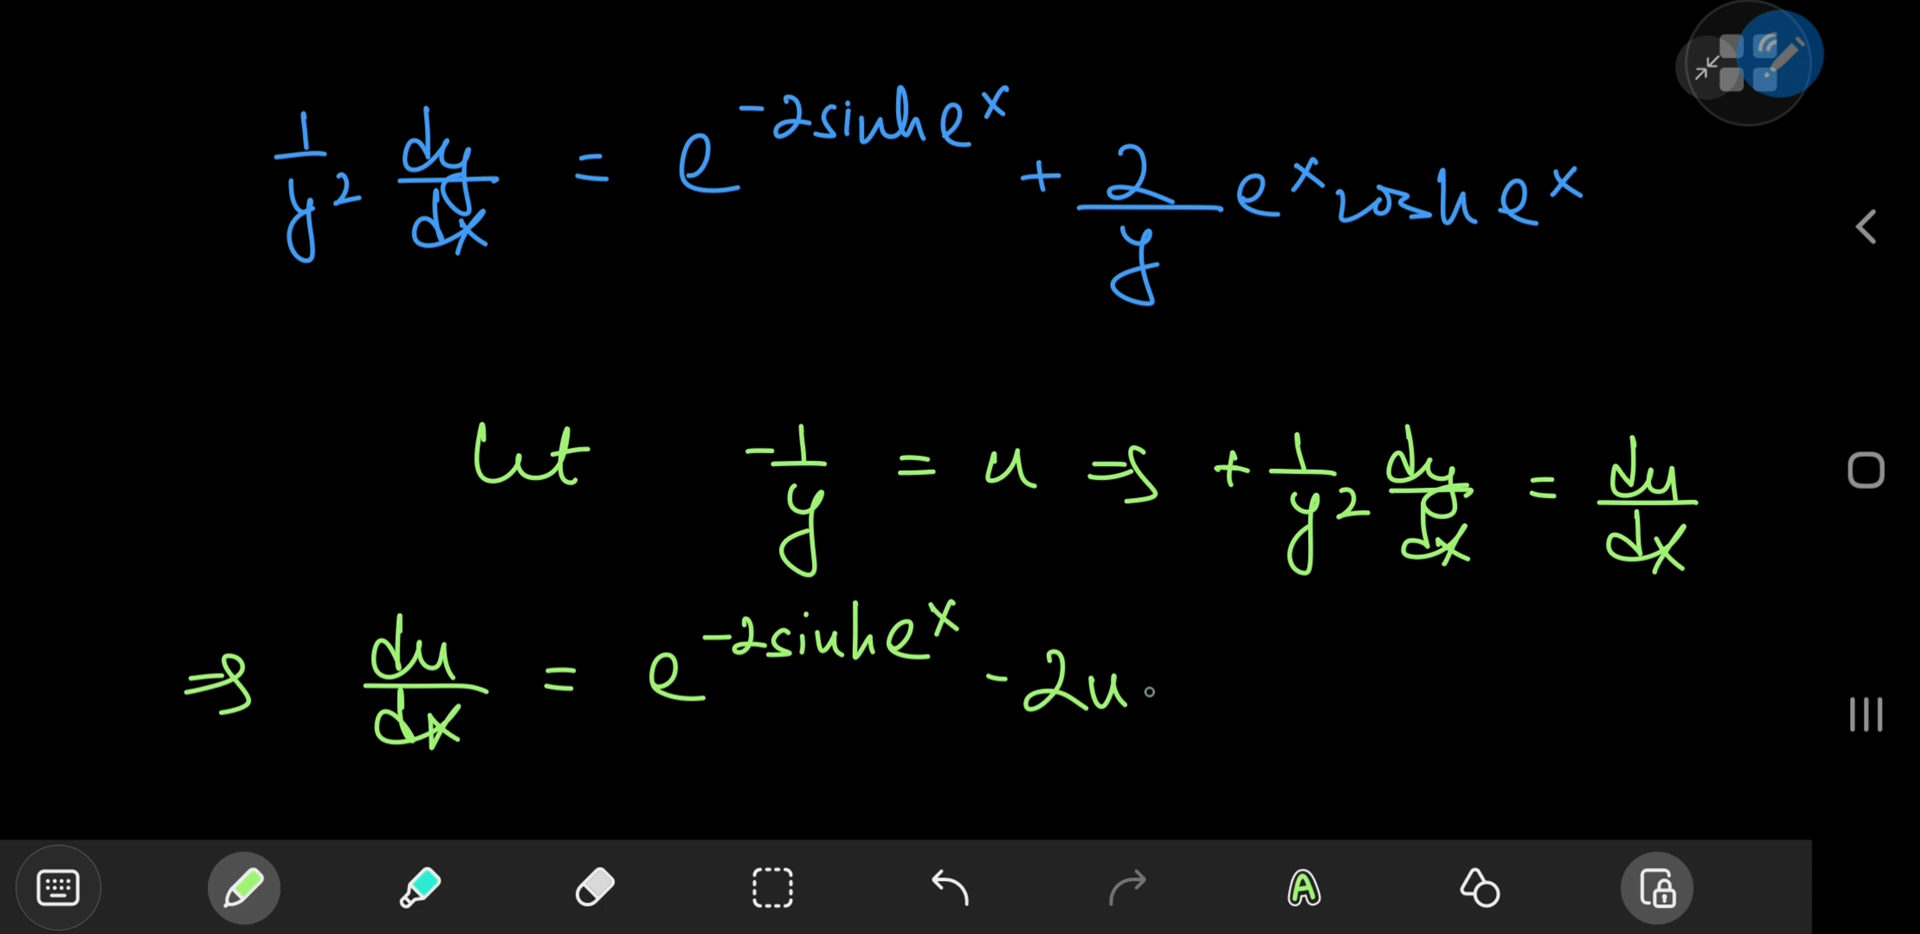 1/y² dy/dx = e^(-2sinh e^x) + 2/y e^x cosh e^x
let -1/y = u ⇒ + 1/y² dy/dx = du/dx
⇒ du/dx = e^(-2sinh e^x) - 2u
A